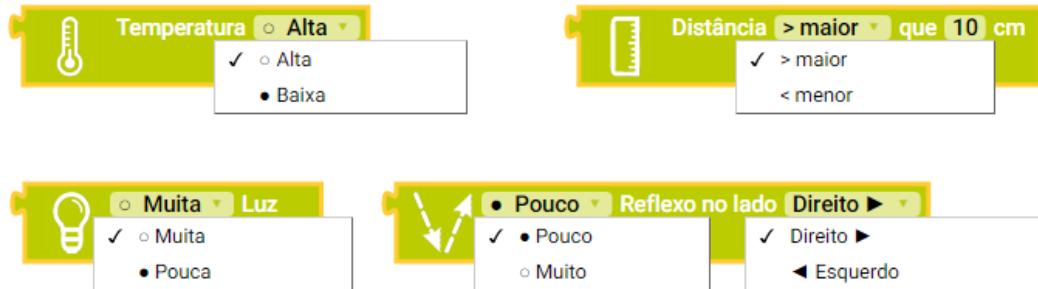 Temperatura ○ Alta ▼
✓ ○ Alta
● Baixa
Distância > maior ▼ que 10 cm
✓ > maior
< menor
○ Muita ▼ Luz
✓ ○ Muita
● Pouca
● Pouco ▼ Reflexo no lado Direito ► ▼
✓ ● Pouco
○ Muito
✓ Direito ►
◄ Esquerdo